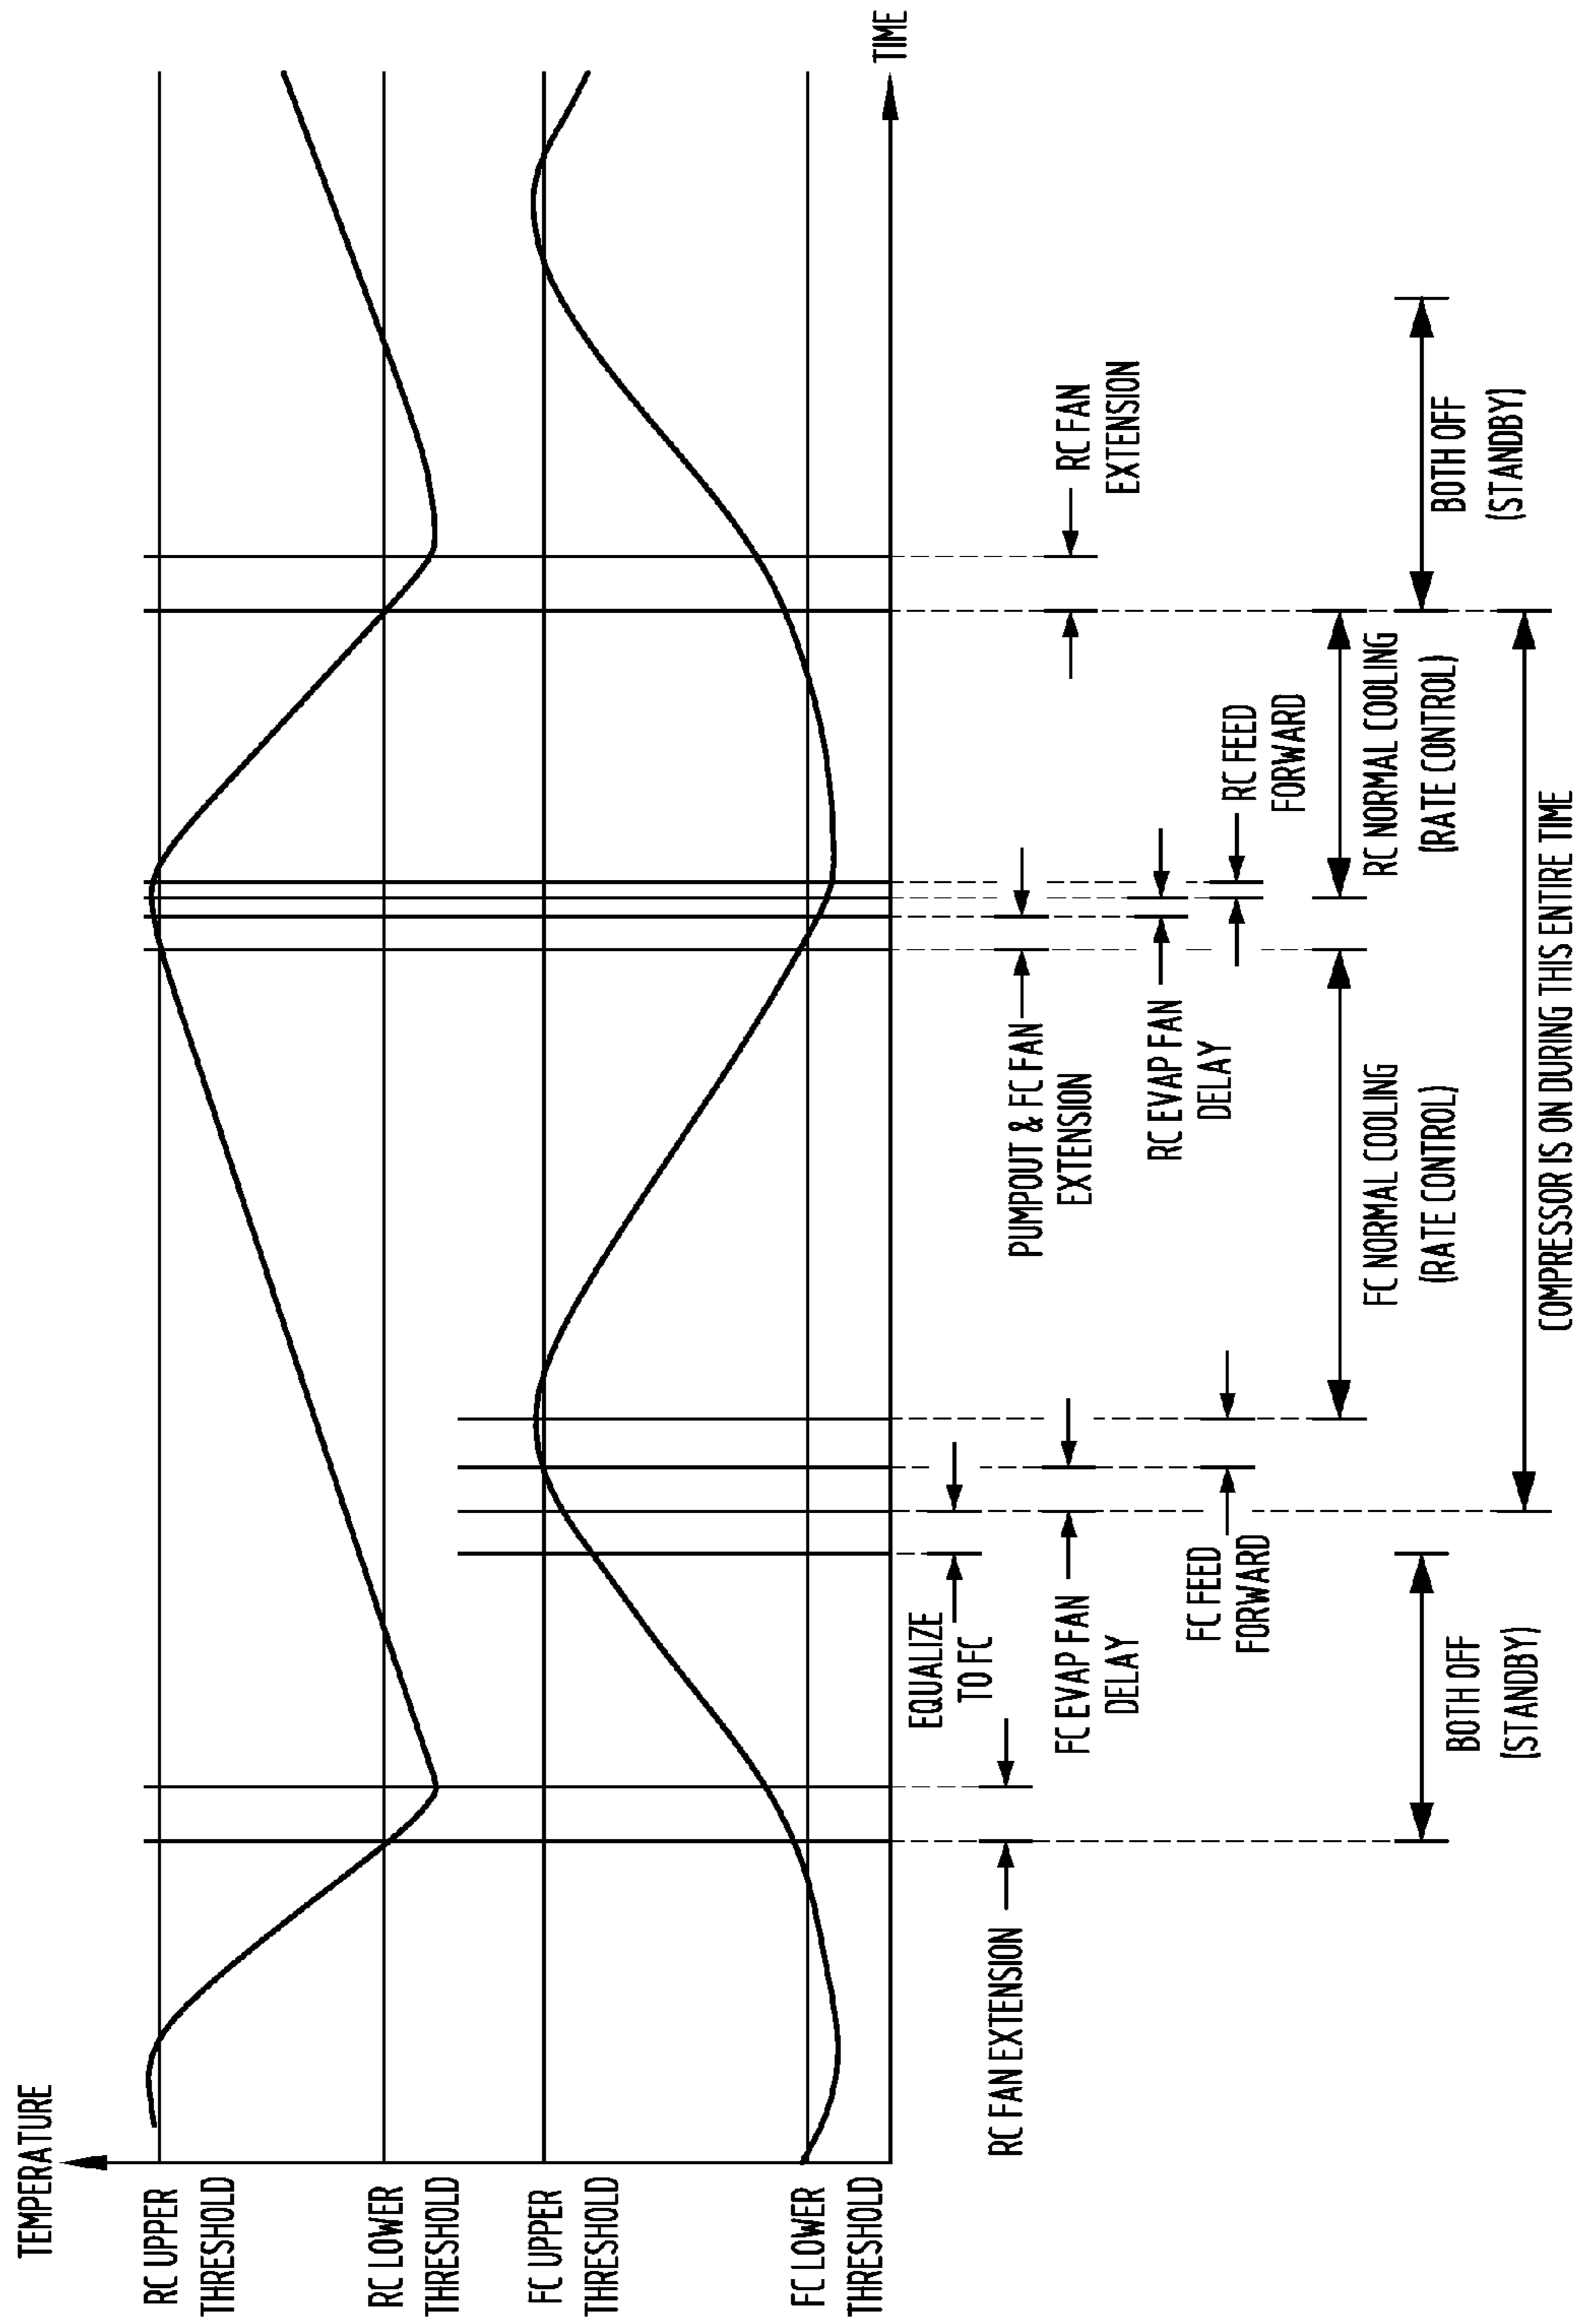 TEMPERATURE
RC UPPER
THRESHOLD
RC LOWER
THRESHOLD
FC UPPER
THRESHOLD
FC LOWER
THRESHOLD
TIME
RC FAN EXTENSION
EQUALIZE
TO FC
FC EVAP FAN
DELAY
FC FEED
FORWARD
PUMPOUT & FC FAN
EXTENSION
RC EVAP FAN
DELAY
RC FEED
FORWARD
RC FAN
EXTENSION
FC NORMAL COOLING
(RATE CONTROL)
RC NORMAL COOLING
(RATE CONTROL)
BOTH OFF
(STANDBY)
BOTH OFF
(STANDBY)
COMPRESSOR IS ON DURING THIS ENTIRE TIME